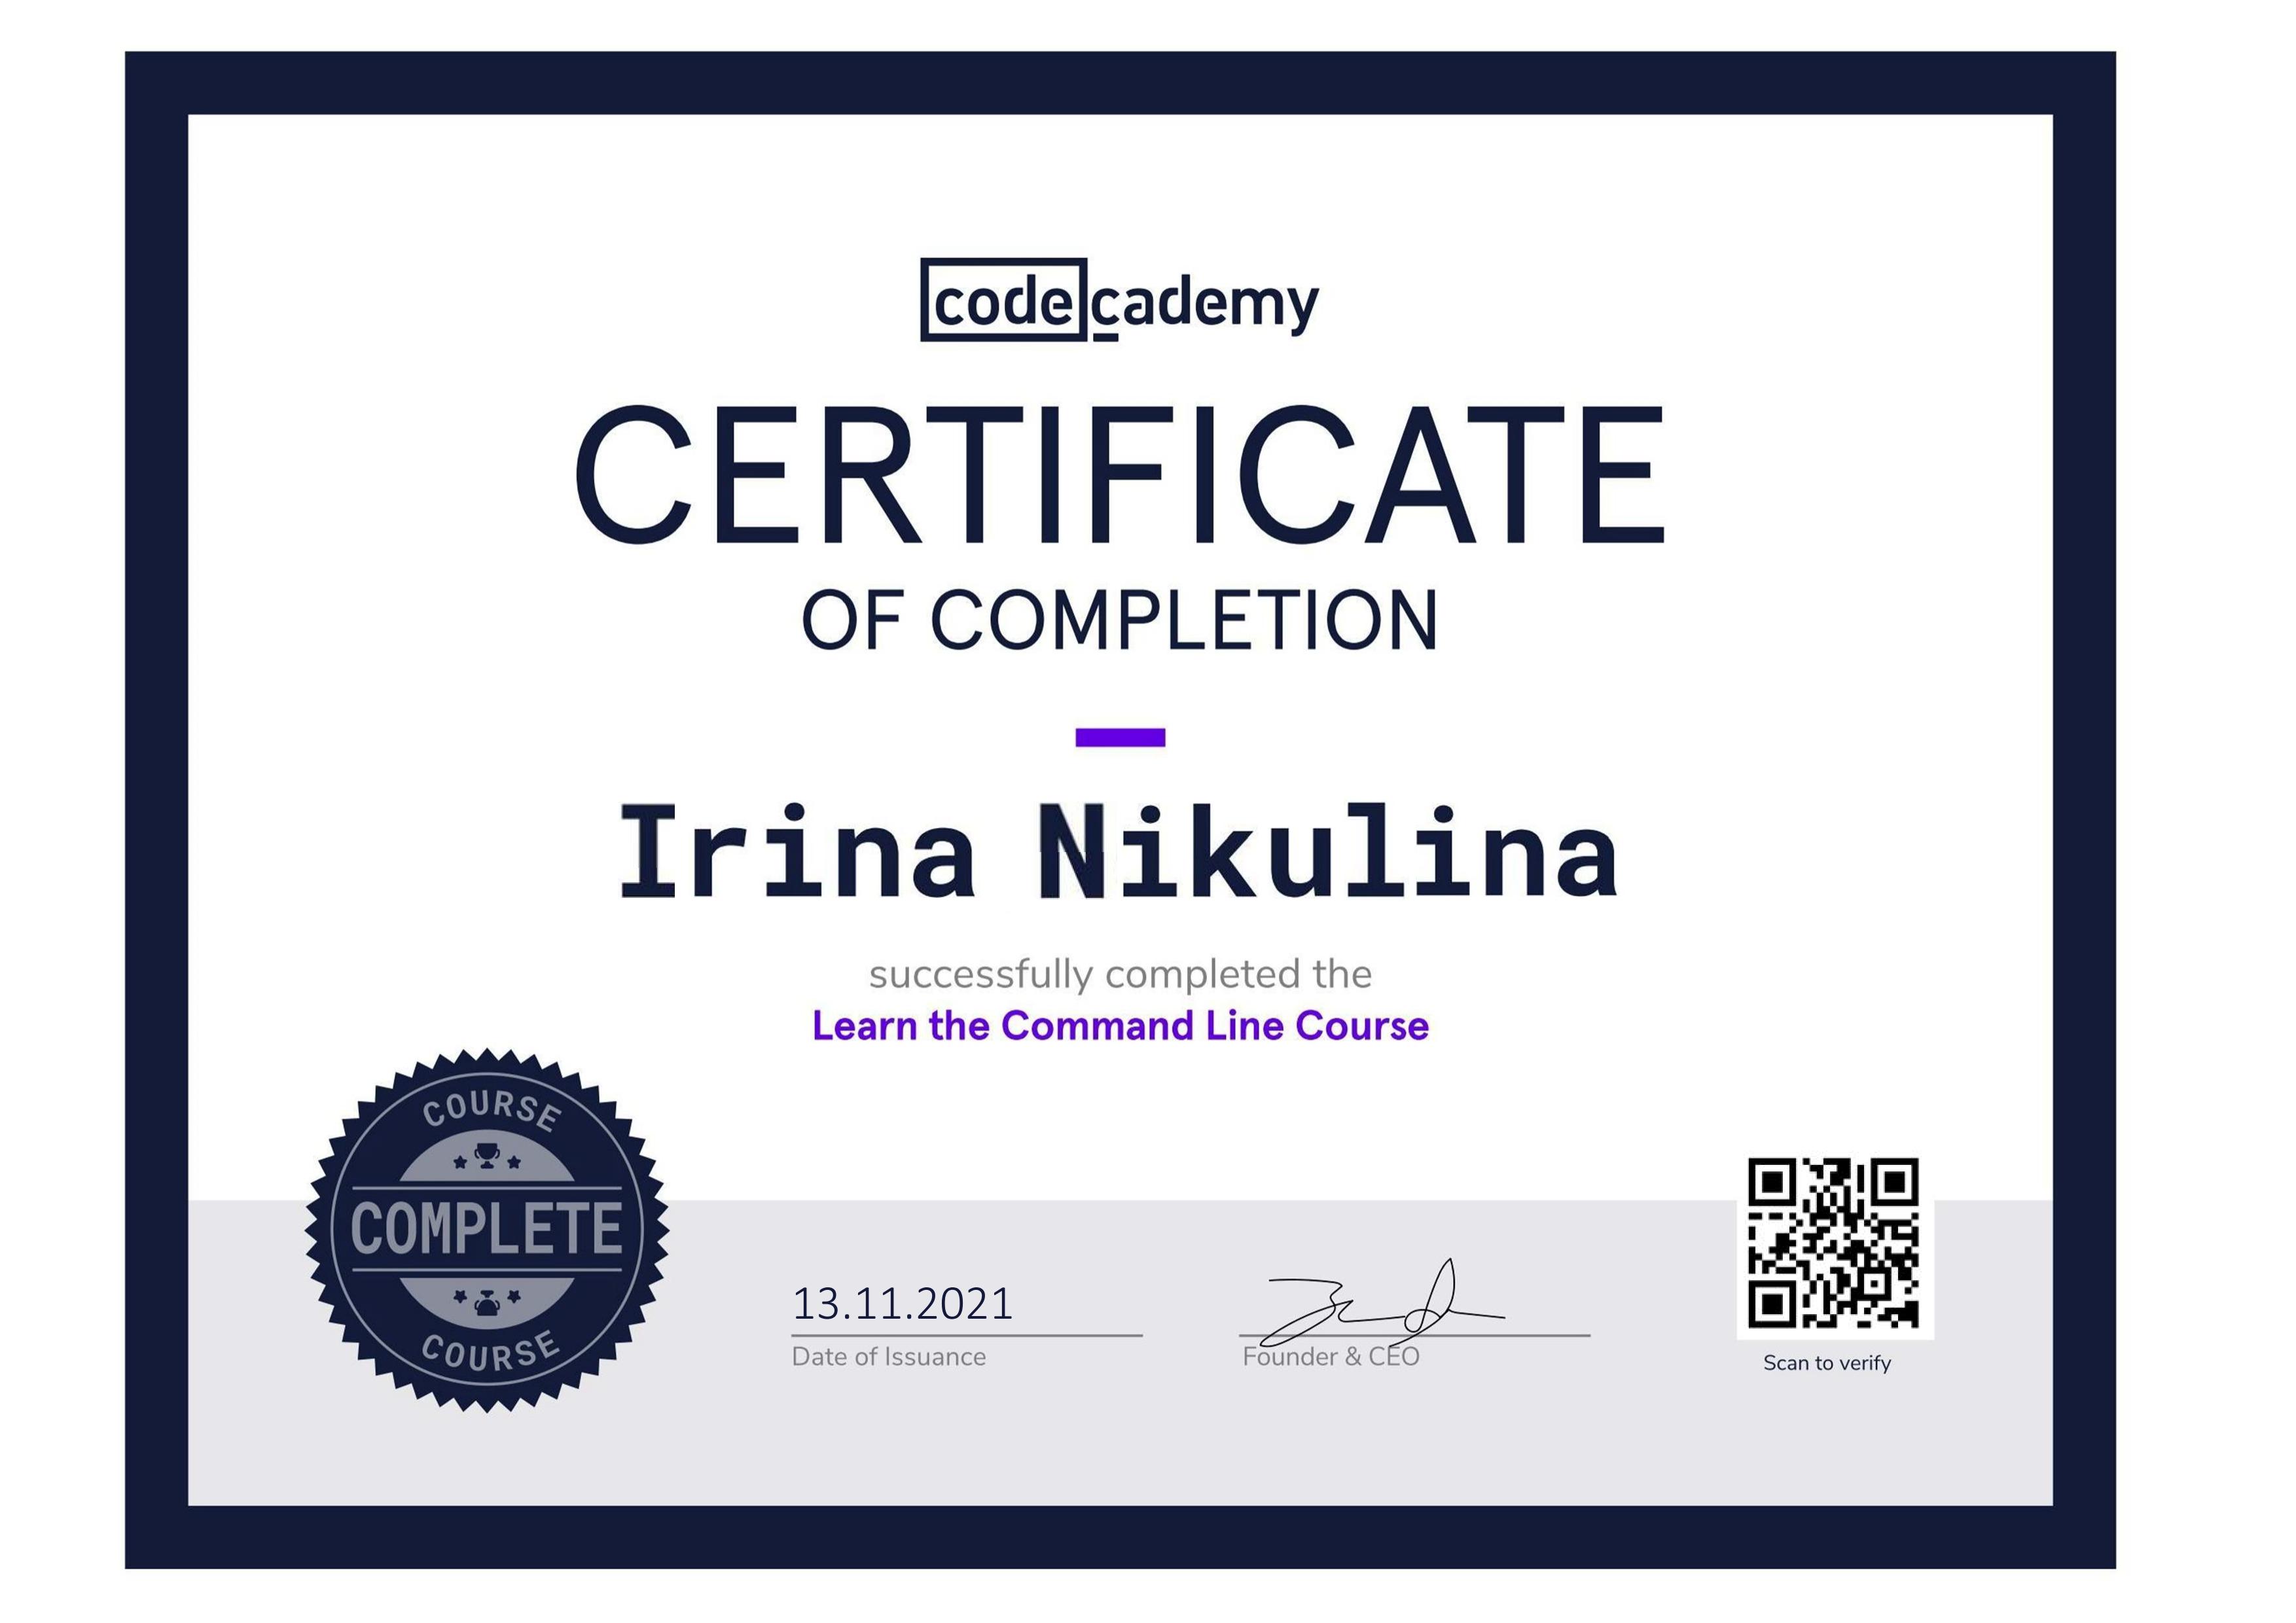 codecademy
CERTIFICATE
OF COMPLETION
Irina Nikulina
successfully completed the
Learn the Command Line Course
COURSE
COMPLETE
COURSE
13.11.2021
Date of Issuance
Founder & CEO
Scan to verify